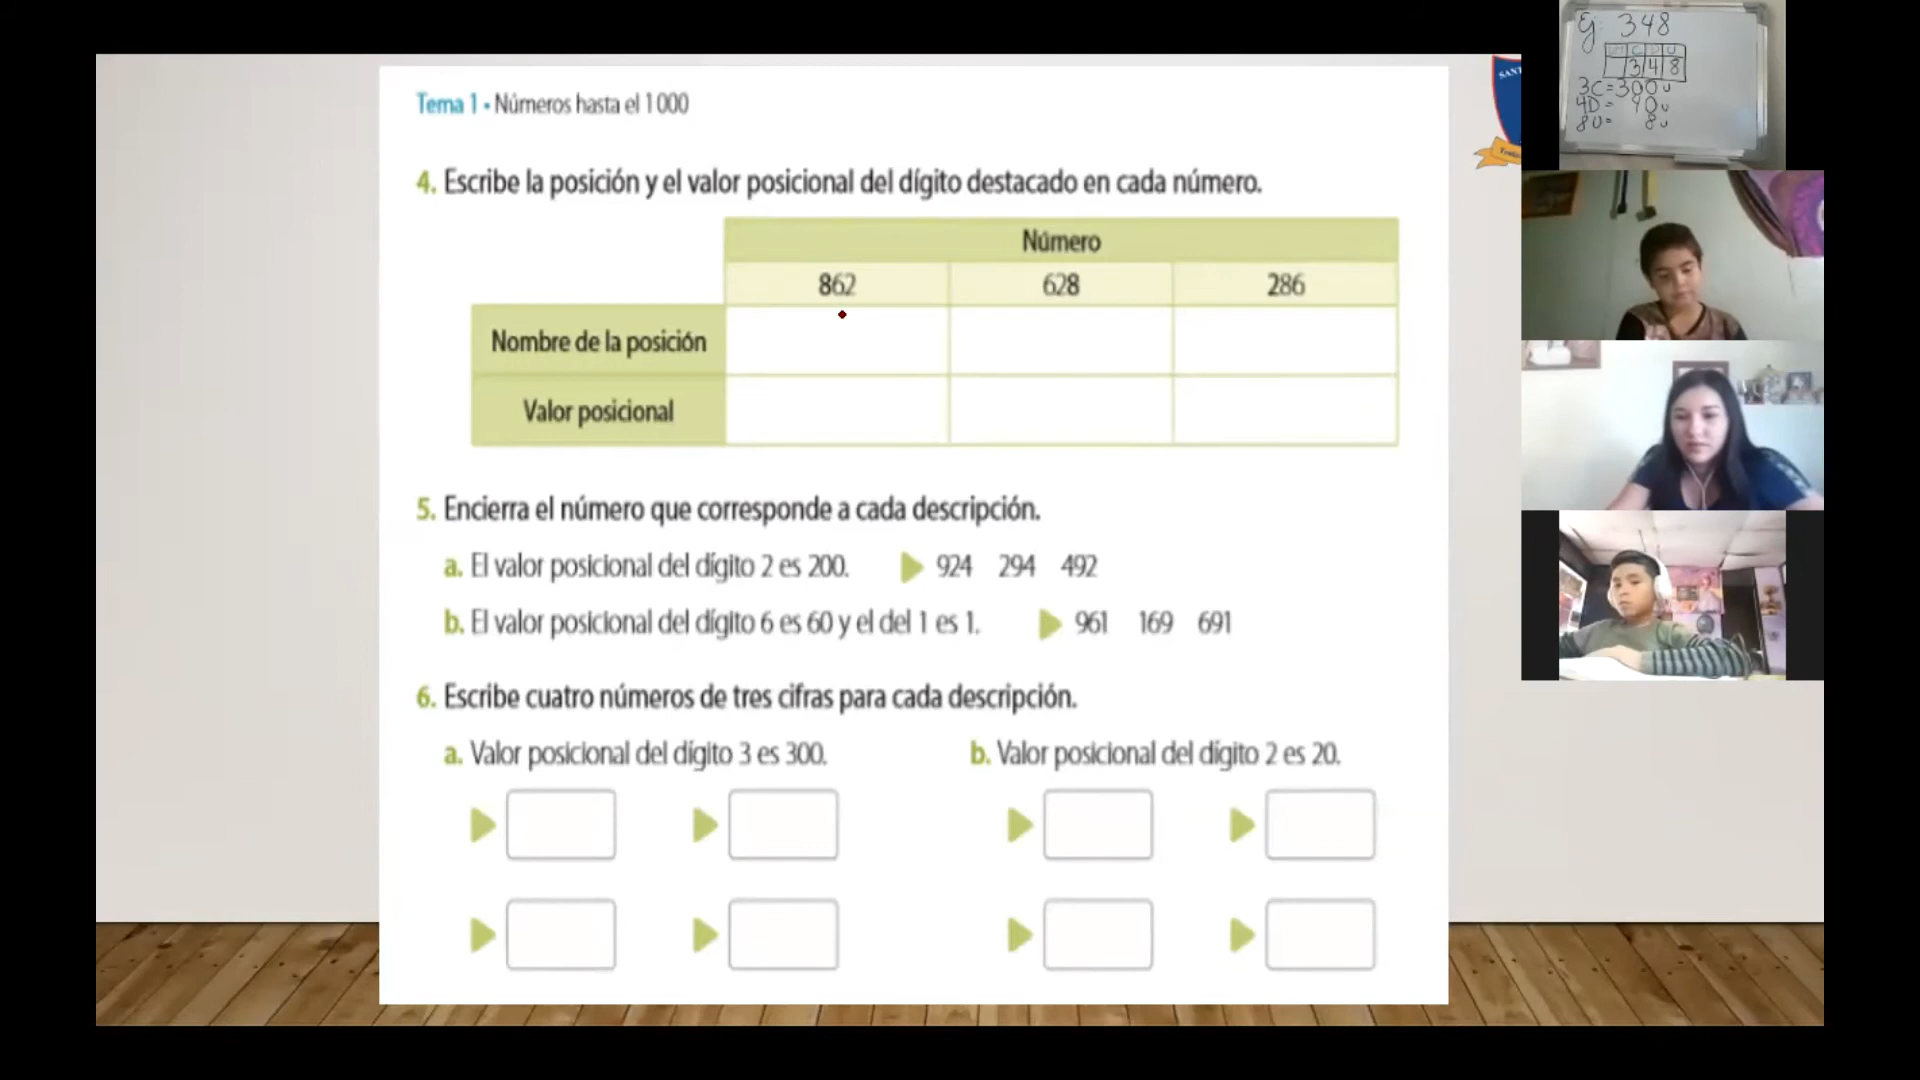 Tema 1 • Números hasta el 1 000
4. Escribe la posición y el valor posicional del dígito destacado en cada número.
Número
862 628 286
Nombre de la posición
Valor posicional
5. Encierra el número que corresponde a cada descripción.
a. El valor posicional del dígito 2 es 200. 924 294 492
b. El valor posicional del dígito 6 es 60 y el del 1 es 1. 961 169 691
6. Escribe cuatro números de tres cifras para cada descripción.
a. Valor posicional del dígito 3 es 300. b. Valor posicional del dígito 2 es 20.
Ej: 348
C D U
3 4 8
3C = 300u
4D = 40u
8U = 8u